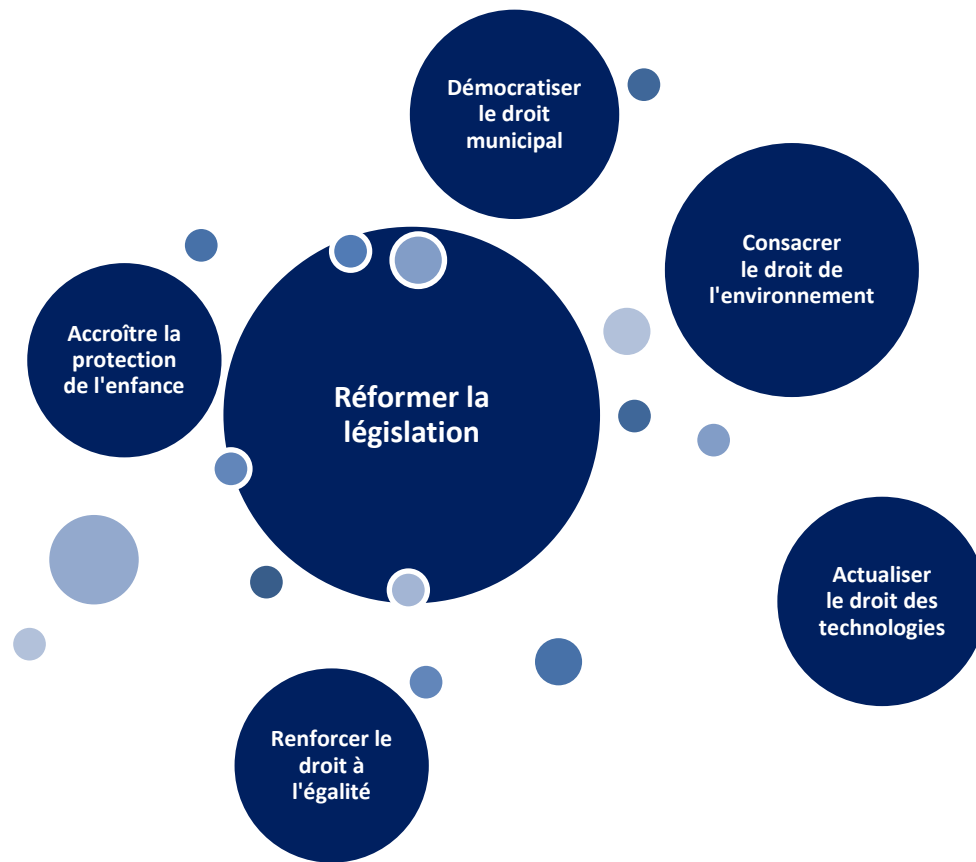 Démocratiser
le droit
municipal
Consacrer
le droit de
l'environnement
Accroître la
protection
de l'enfance
Réformer la
législation
Actualiser
le droit des
technologies
Renforcer le
droit à
l'égalité